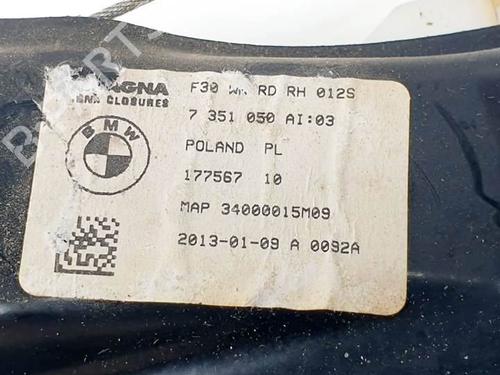 MAGNA F30 RD RH 012S
CLOSURES
7 351 050 AI:03
BMW
POLAND PL
177567 10
MAP 34000015M09
2013-01-09 A 0092A